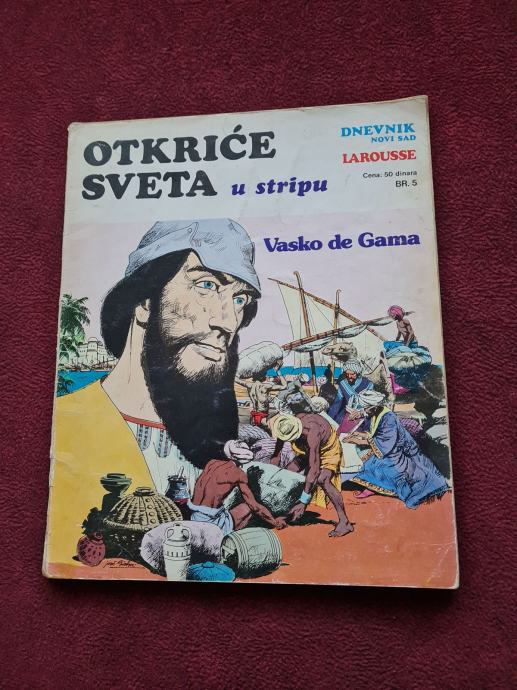 OTKRIĆE
SVETA u stripu
DNEVNIK
NOVI SAD
LAROUSSE
Cena: 50 dinara
BR. 5
Vasko de Gama